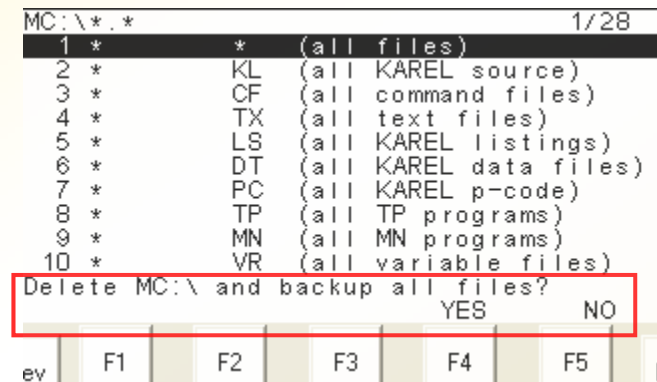 MC:\*.* 1/28
1 * * (all files)
2 * KL (all KAREL source)
3 * CF (all command files)
4 * TX (all text files)
5 * LS (all KAREL listings)
6 * DT (all KAREL data files)
7 * PC (all KAREL p-code)
8 * TP (all TP programs)
9 * MN (all MN programs)
10 * VR (all variable files)
Delete MC:\ and backup all files?
YES NO
ev F1 F2 F3 F4 F5